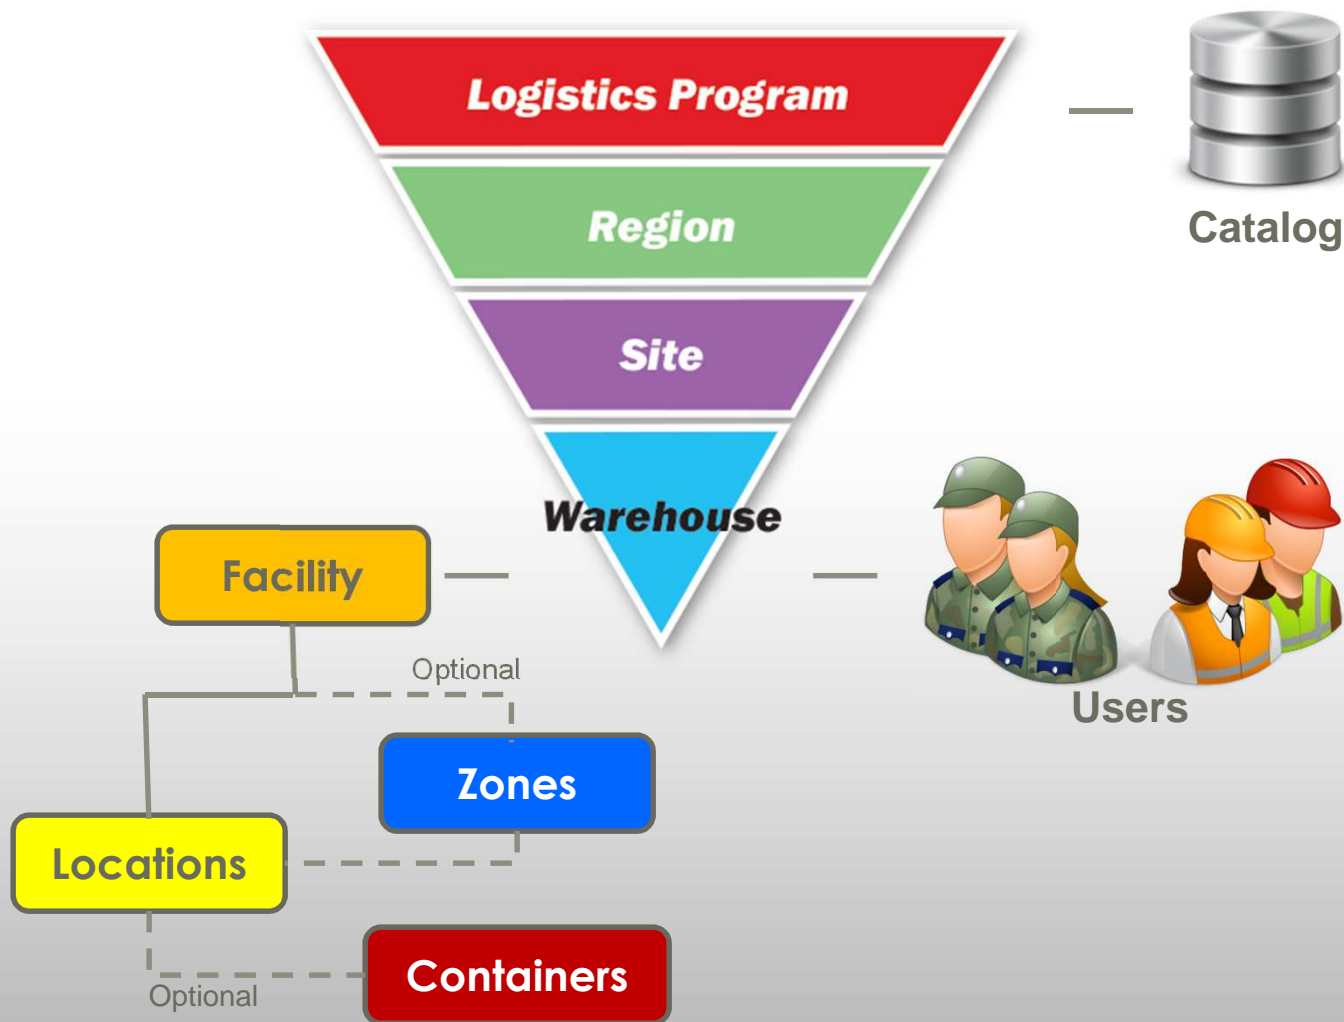 Logistics Program
Catalog
Region
Site
Warehouse
Facility
Optional
Users
Zones
Locations
Containers
Optional